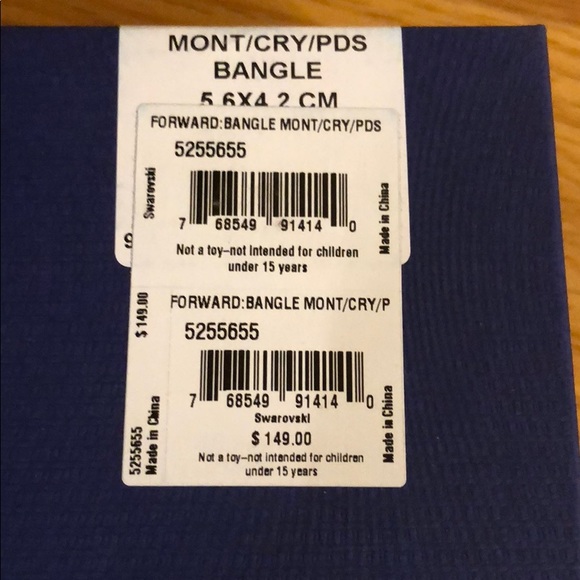 MONT/CRY/PDS
BANGLE
5.6X4.2 CM
FORWARD:BANGLE MONT/CRY/PDS
5255655
Swarovski
7 68549 91414 0
Made in China
Not a toy–not intended for children
under 15 years
$149.00
FORWARD:BANGLE MONT/CRY/P
5255655
7 68549 91414 0
Swarovski
$149.00
Not a toy–not intended for children
under 15 years
5255655
Made in China
Made in China